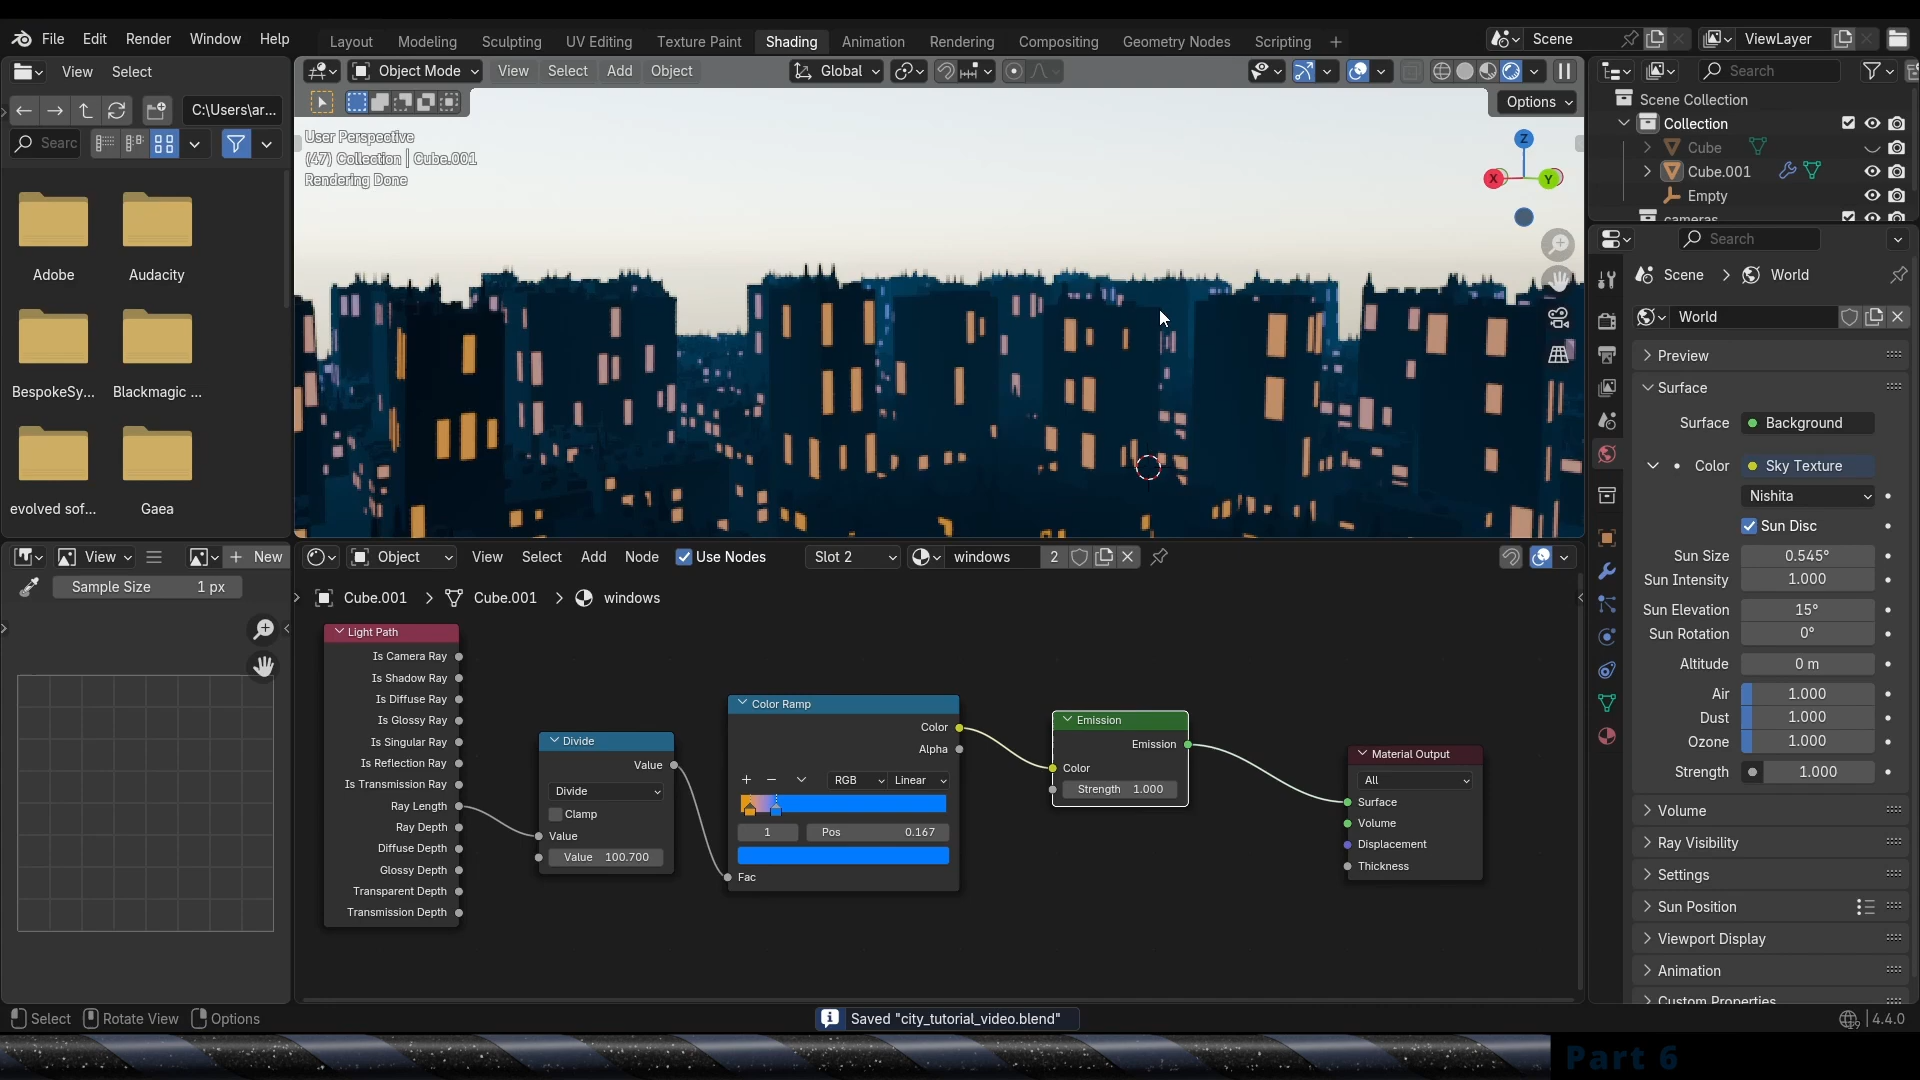 File Edit Render Window Help
Layout Modeling Sculpting UV Editing Texture Paint Shading Animation Rendering Compositing Geometry Nodes Scripting +
Scene ViewLayer
View Select
Object Mode View Select Add Object Global
Search
C:\Users\ar...
Searc
Options
User Perspective
(47) Collection | Cube.001
Rendering Done
Z
X
Y
Scene Collection
Collection
Cube
Cube.001
Empty
cameras
Search
Scene > World
World
Adobe
Audacity
BespokeSy...
Blackmagic ...
evolved sof...
Gaea
Preview
Surface
Surface Background
Color Sky Texture
Nishita
Sun Disc
Sun Size 0.545°
Sun Intensity 1.000
Sun Elevation 15°
Sun Rotation 0°
Altitude 0 m
Air 1.000
Dust 1.000
Ozone 1.000
Strength 1.000
Volume
Ray Visibility
Settings
Sun Position
Viewport Display
Animation
Custom Properties
View + New
Sample Size 1 px
Object View Select Add Node Use Nodes Slot 2 windows 2
Cube.001 > Cube.001 > windows
Light Path
Is Camera Ray
Is Shadow Ray
Is Diffuse Ray
Is Glossy Ray
Is Singular Ray
Is Reflection Ray
Is Transmission Ray
Ray Length
Ray Depth
Diffuse Depth
Glossy Depth
Transparent Depth
Transmission Depth
Divide
Value
Divide
Clamp
Value
Value 100.700
Color Ramp
Color
Alpha
+ − RGB Linear
1 Pos 0.167
Fac
Emission
Emission
Color
Strength 1.000
Material Output
All
Surface
Volume
Displacement
Thickness
Select Rotate View Options
Saved "city_tutorial_video.blend"
4.4.0
Part 6